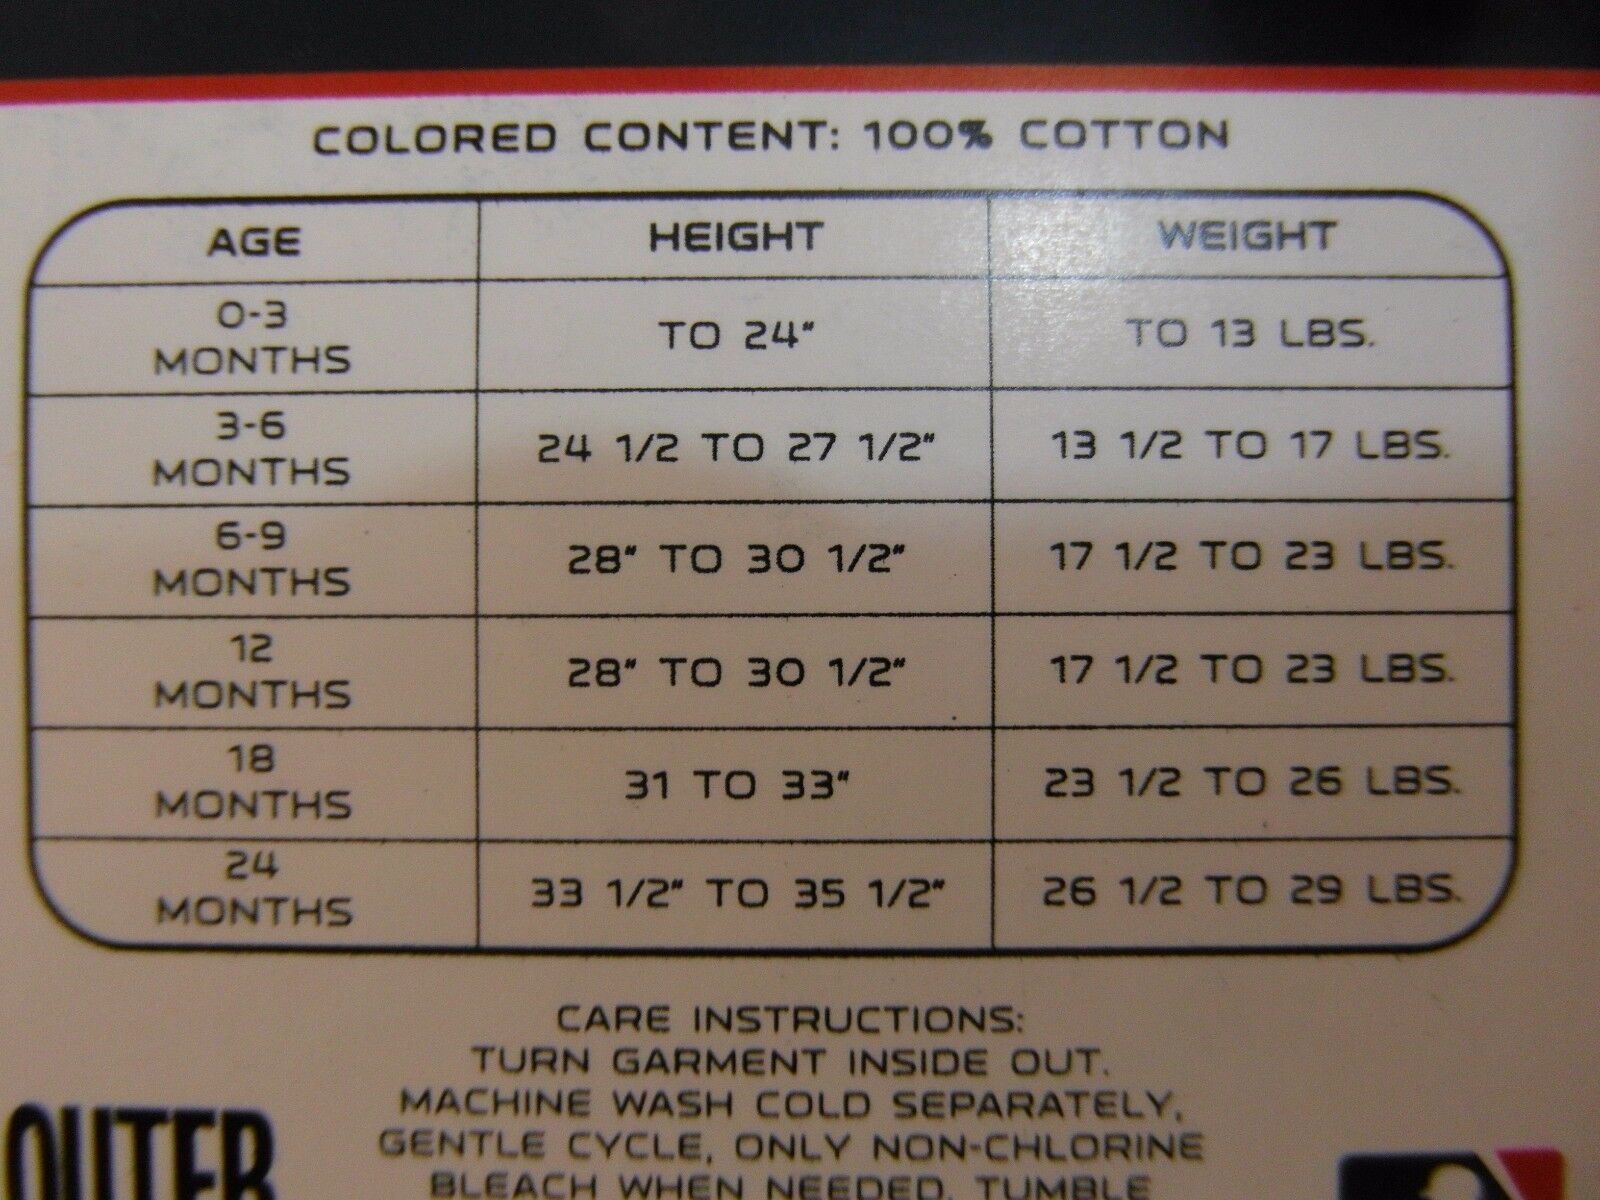 COLORED CONTENT: 100% COTTON
AGE HEIGHT WEIGHT
0-3 MONTHS TO 24" TO 13 LBS.
3-6 MONTHS 24 1/2 TO 27 1/2" 13 1/2 TO 17 LBS.
6-9 MONTHS 28" TO 30 1/2" 17 1/2 TO 23 LBS.
12 MONTHS 28" TO 30 1/2" 17 1/2 TO 23 LBS.
18 MONTHS 31 TO 33" 23 1/2 TO 26 LBS.
24 MONTHS 33 1/2" TO 35 1/2" 26 1/2 TO 29 LBS.
CARE INSTRUCTIONS:
TURN GARMENT INSIDE OUT.
MACHINE WASH COLD SEPARATELY,
GENTLE CYCLE, ONLY NON-CHLORINE
BLEACH WHEN NEEDED, TUMBLE
OUTER